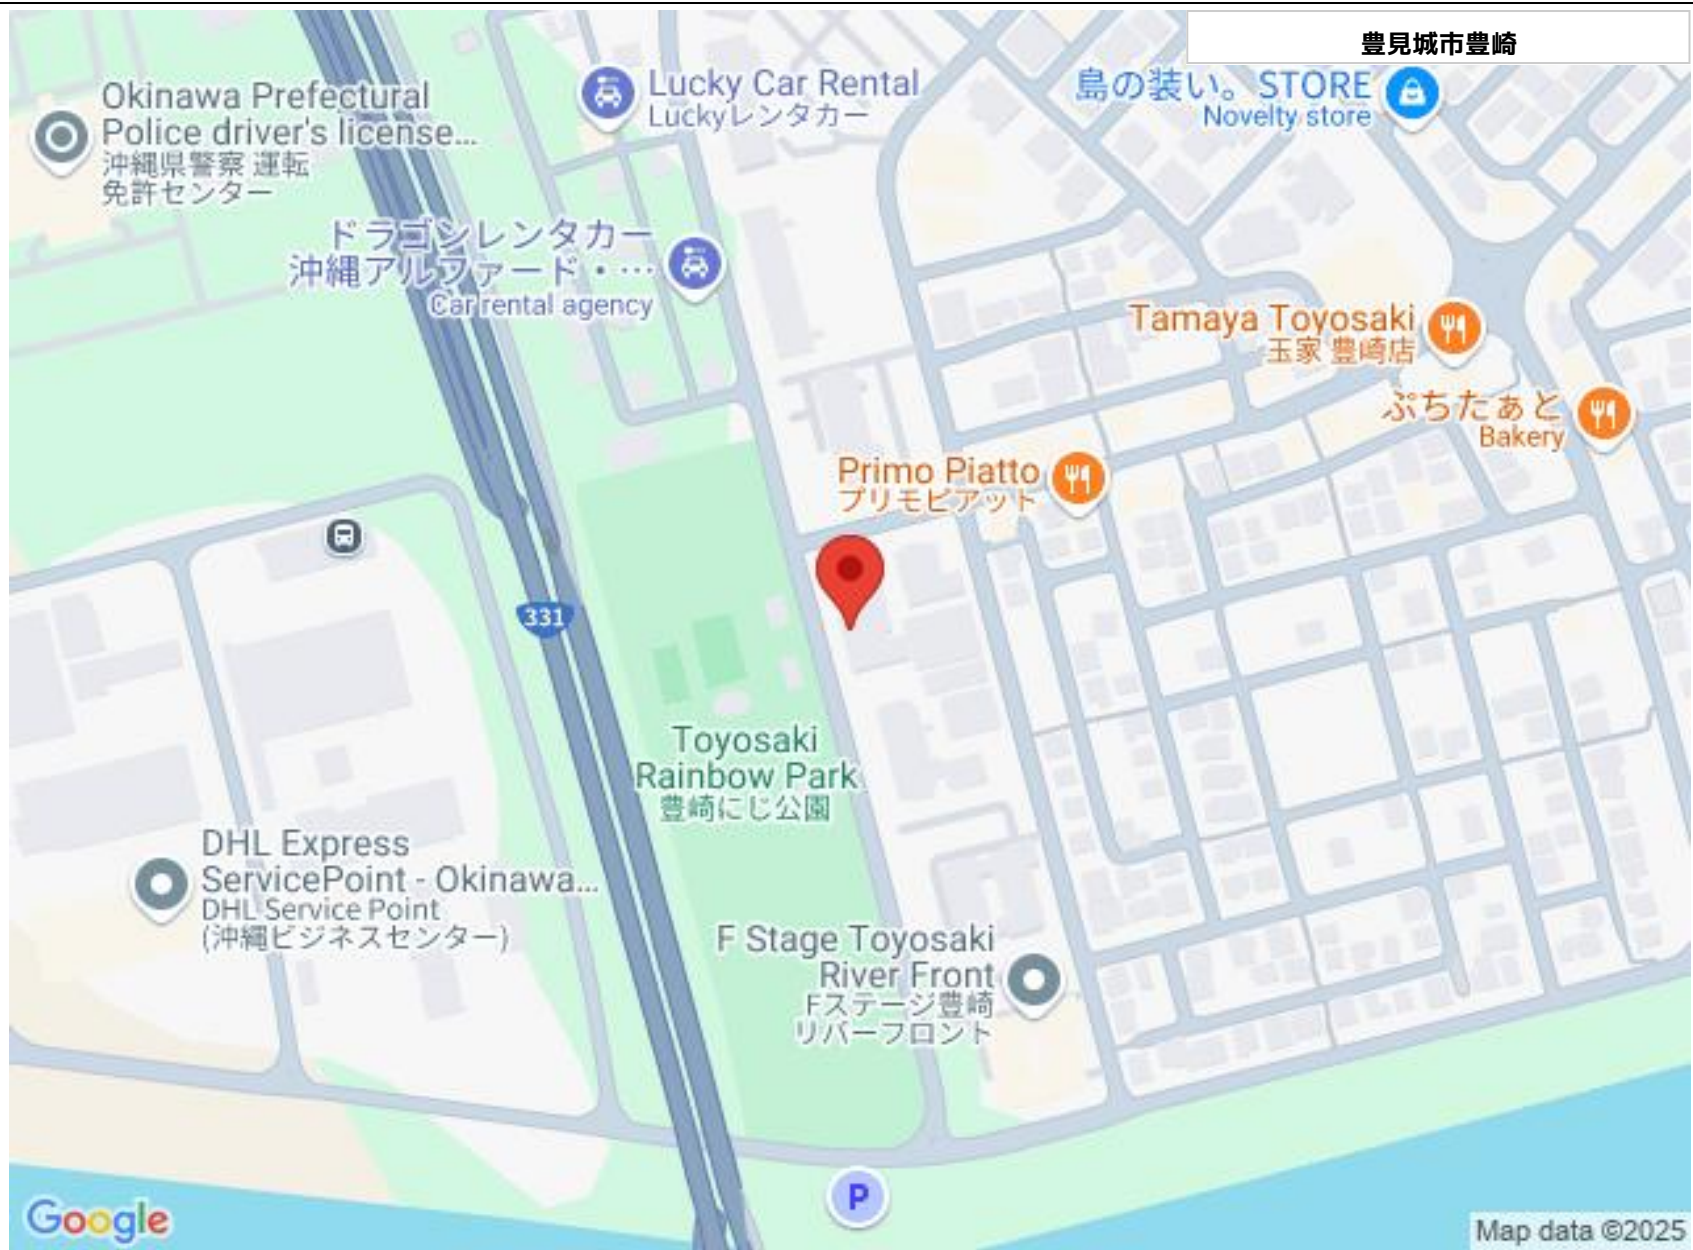 豊見城市豊崎
Okinawa Prefectural
Police driver's license...
沖縄県警察 運転
免許センター
Lucky Car Rental
Luckyレンタカー
島の装い。STORE
Novelty store
ドラゴンレンタカー
沖縄アルファード・…
Car rental agency
Tamaya Toyosaki
玉家 豊崎店
ぷちたぁと
Bakery
Primo Piatto
プリモピアット
331
Toyosaki
Rainbow Park
豊崎にじ公園
DHL Express
ServicePoint - Okinawa...
DHL Service Point
(沖縄ビジネスセンター)
F Stage Toyosaki
River Front
Fステージ豊崎
リバーフロント
P
Google
Map data ©2025